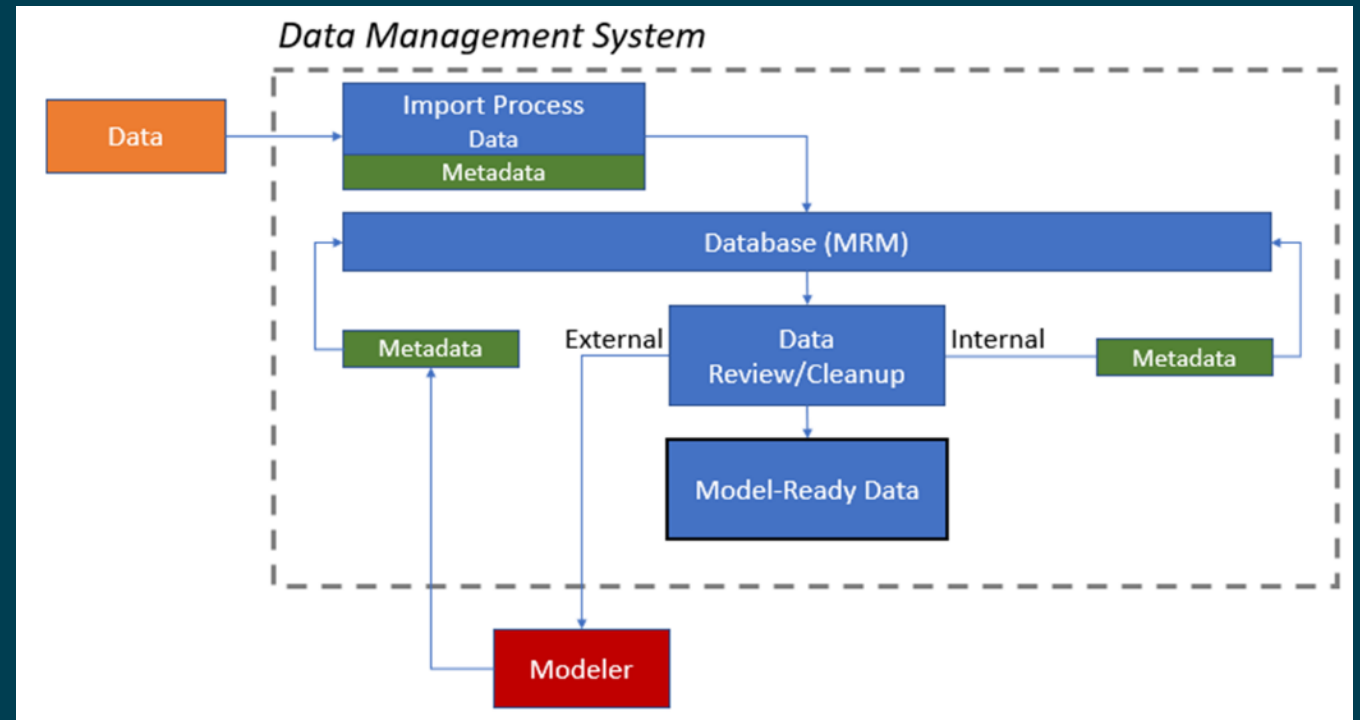 Data Management System
Data
Import Process
Data
Metadata
Database (MRM)
Metadata
External
Data
Review/Cleanup
Internal
Metadata
Model-Ready Data
Modeler